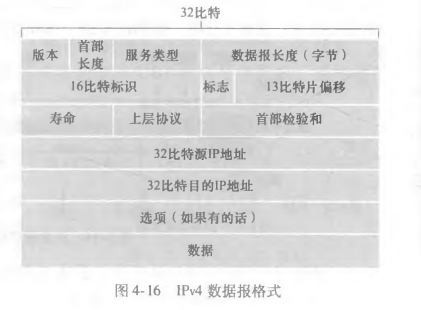 32比特
版本 首部长度 服务类型 数据报长度（字节）
16比特标识 标志 13比特片偏移
寿命 上层协议 首部检验和
32比特源IP地址
32比特目的IP地址
选项（如果有的话）
数据
图 4-16 IPv4 数据报格式